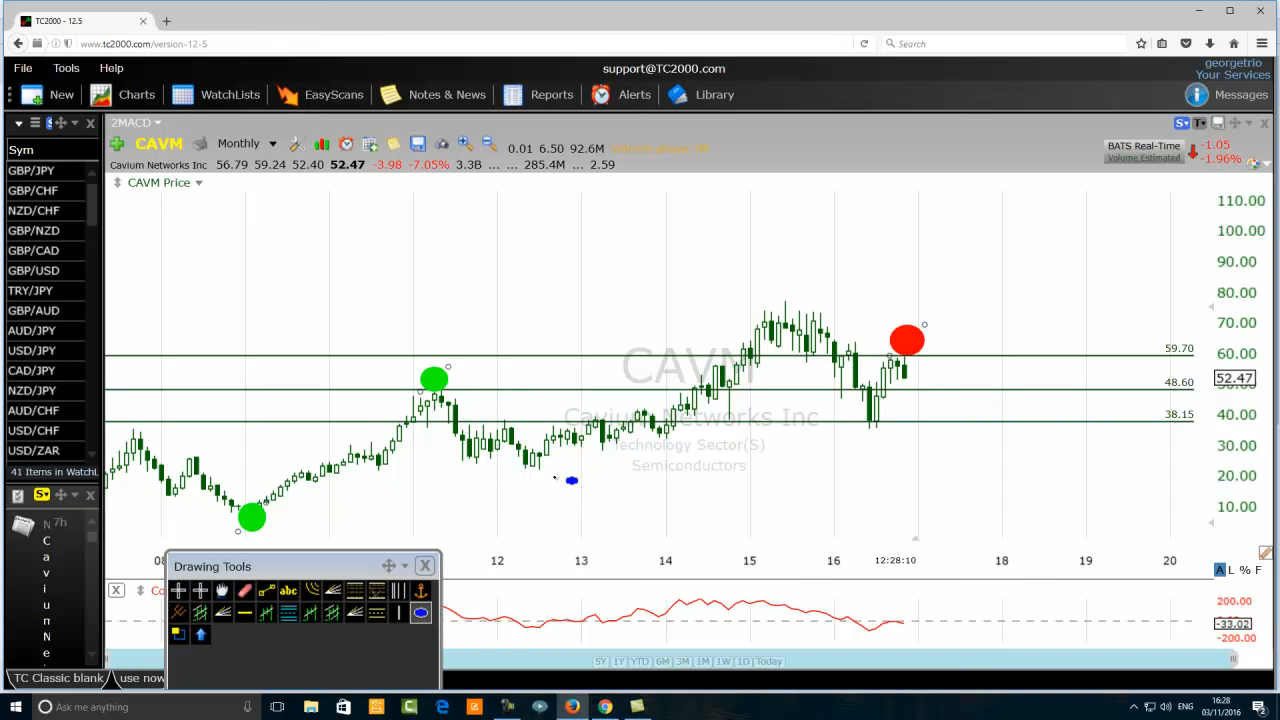 TC2000 - 12.5
www.tc2000.com/version-12-5
Search
File Tools Help
support@TC2000.com
georgetrio
Your Services
New Charts WatchLists EasyScans Notes & News Reports Alerts Library
Messages
2MACD
CAVM Monthly 0.01 6.50 92.6M
Cavium Networks Inc 56.79 59.24 52.40 52.47 -3.98 -7.05% 3.3B ... ... 285.4M ... 2.59
BATS Real-Time
Volume Estimated
-1.05
-1.96%
CAVM Price
Sym
GBP/JPY
GBP/CHF
NZD/CHF
GBP/NZD
GBP/CAD
GBP/USD
TRY/JPY
GBP/AUD
AUD/JPY
USD/JPY
CAD/JPY
NZD/JPY
AUD/CHF
USD/CHF
USD/ZAR
41 Items in WatchL
110.00
100.00
90.00
80.00
70.00
60.00
52.47
40.00
30.00
20.00
10.00
59.70
48.60
38.15
CAVM
Cavium Networks Inc
Technology Sector(S)
Semiconductors
N 7h
C
a
v
i
u
m
N
e
08 12 13 14 15 16 12:28:10 18 19 20
A L % F
Drawing Tools
abc
Co
200.00
-33.02
-200.00
5Y 1Y YTD 6M 3M 1M 1W 1D Today
TC Classic blank use now
Ask me anything
ENG
16:28
03/11/2016
2